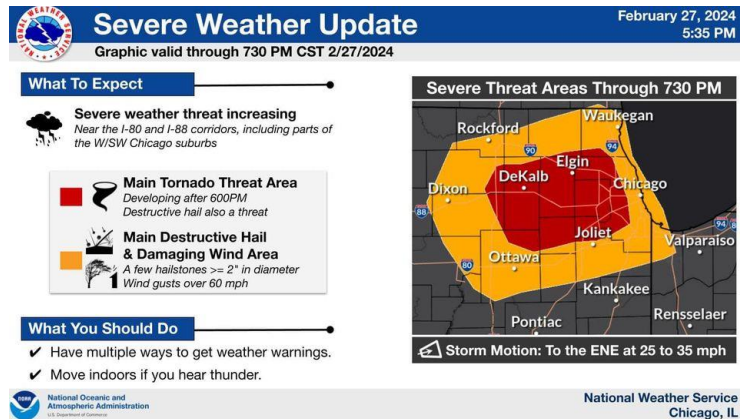 NATIONAL WEATHER SERVICE
Severe Weather Update
February 27, 2024
5:35 PM
Graphic valid through 730 PM CST 2/27/2024
What To Expect
Severe weather threat increasing
Near the I-80 and I-88 corridors, including parts of
the W/SW Chicago suburbs
Main Tornado Threat Area
Developing after 600PM
Destructive hail also a threat
Main Destructive Hail
& Damaging Wind Area
A few hailstones >= 2" in diameter
Wind gusts over 60 mph
What You Should Do
✔ Have multiple ways to get weather warnings.
✔ Move indoors if you hear thunder.
Severe Threat Areas Through 730 PM
Waukegan
Rockford
90
94
Elgin
DeKalb
Dixon
Chicago
88
Joliet
94
Valparaiso
Ottawa
80
Kankakee
Pontiac
Rensselaer
Storm Motion: To the ENE at 25 to 35 mph
NOAA
National Oceanic and
Atmospheric Administration
U.S. Department of Commerce
National Weather Service
Chicago, IL